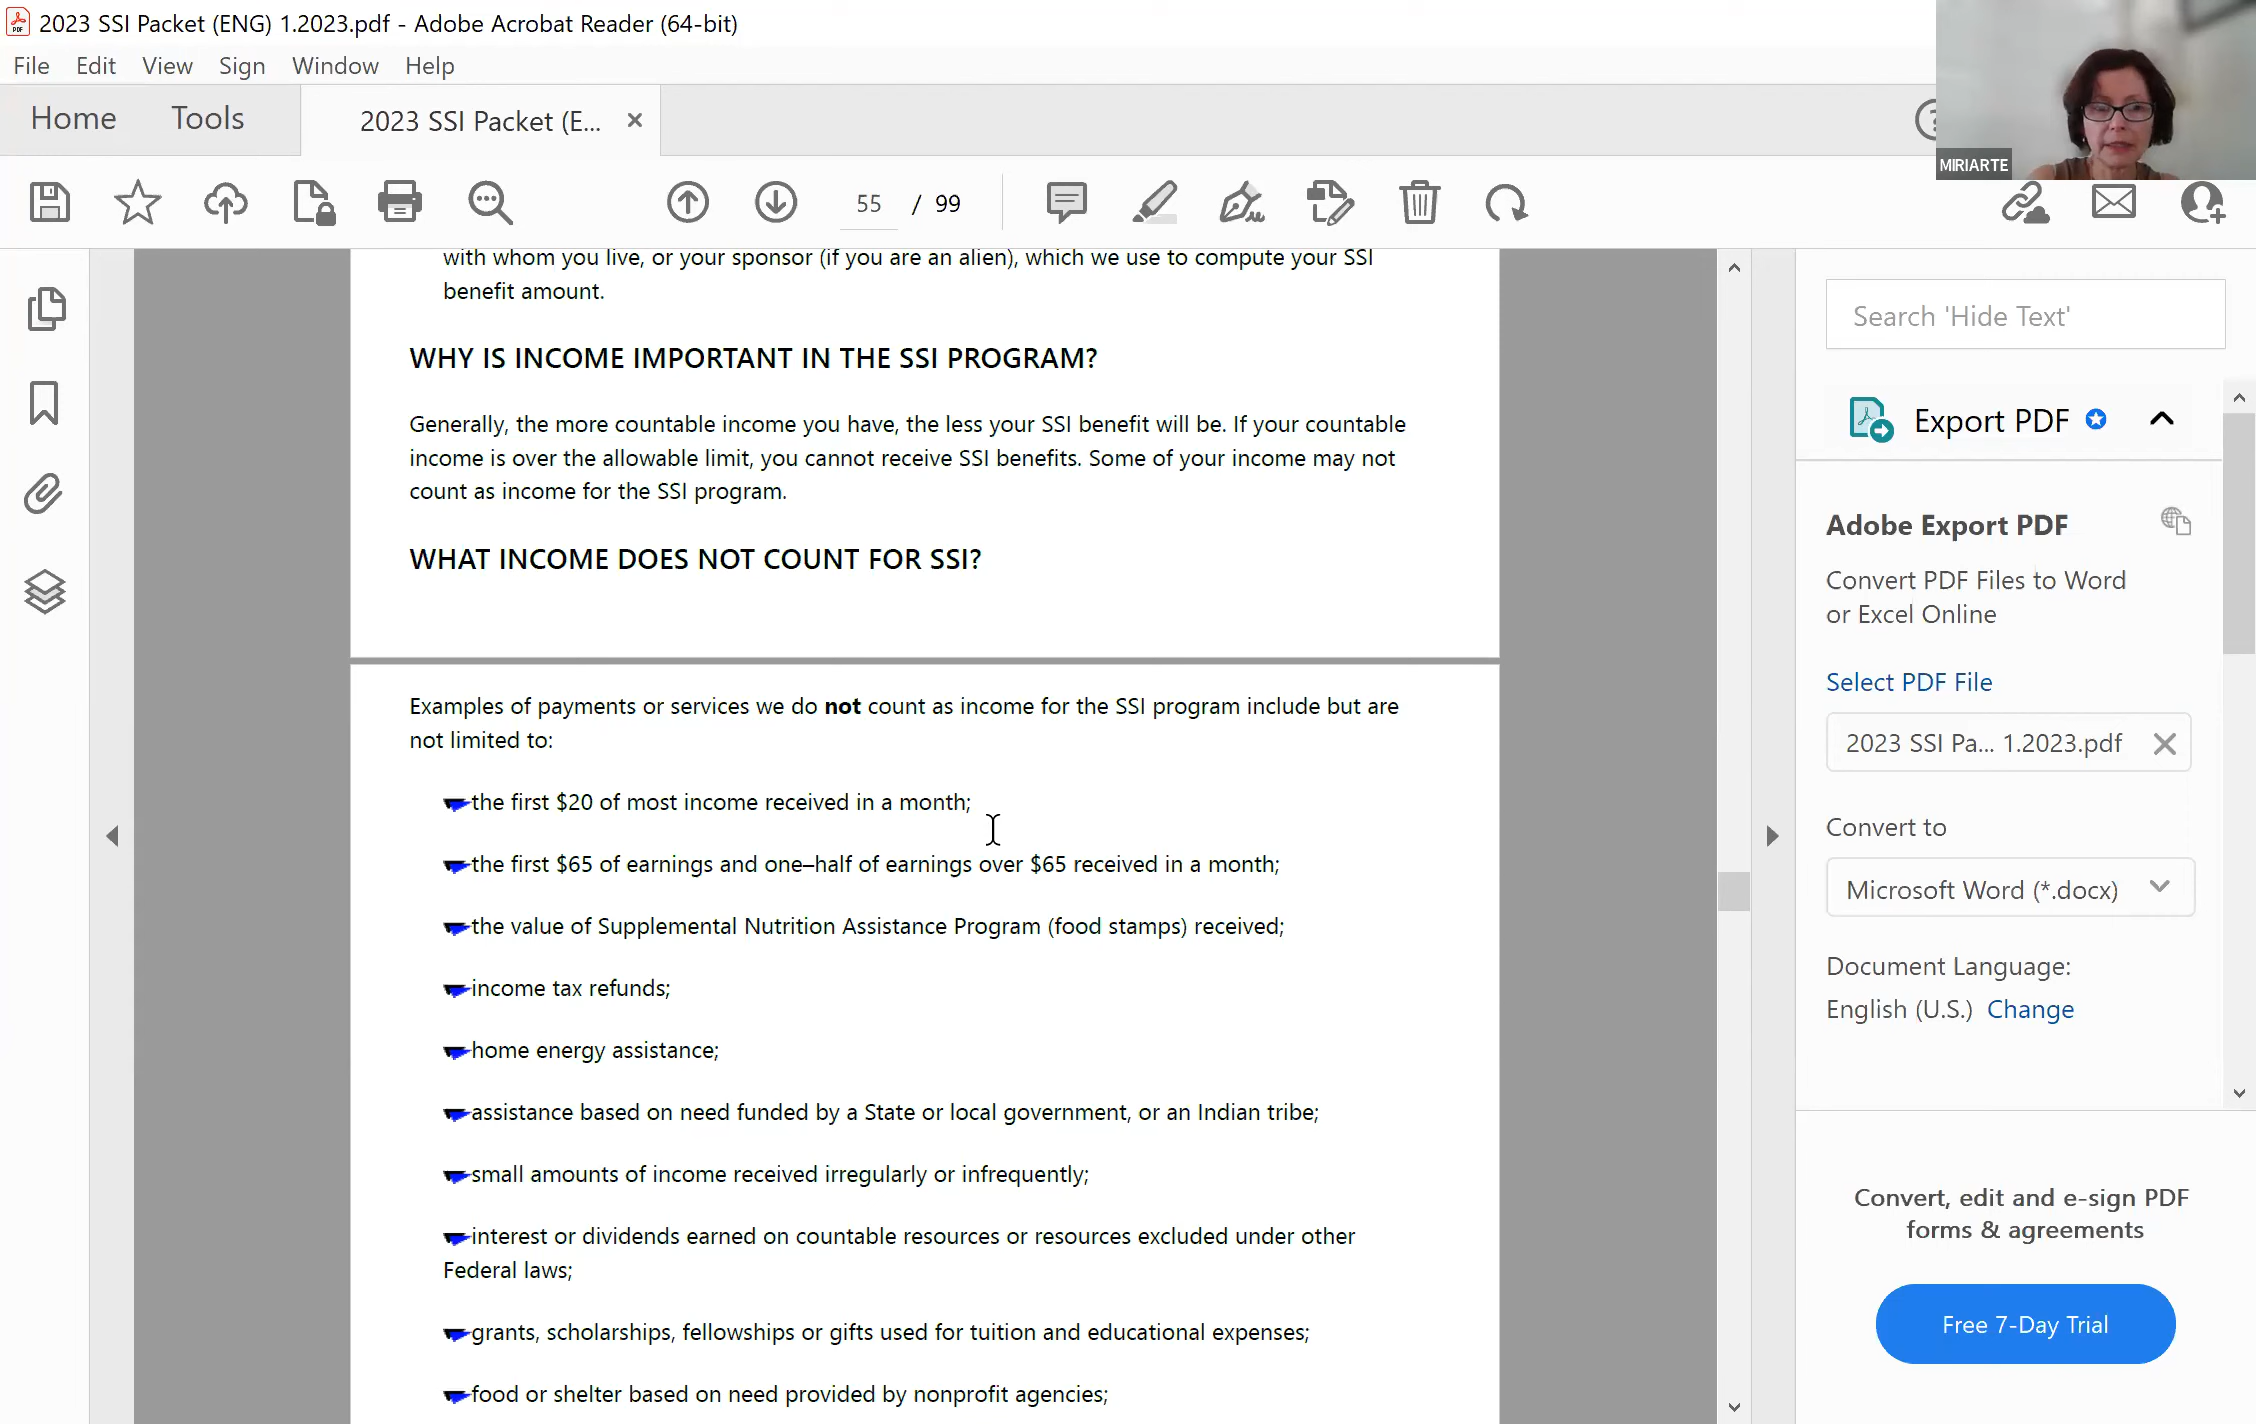 2023 SSI Packet (ENG) 1.2023.pdf - Adobe Acrobat Reader (64-bit)
File Edit View Sign Window Help
Home Tools 2023 SSI Packet (E...
MIRIARTE
55 / 99
with whom you live, or your sponsor (if you are an alien), which we use to compute your SSI
benefit amount.
WHY IS INCOME IMPORTANT IN THE SSI PROGRAM?
Generally, the more countable income you have, the less your SSI benefit will be. If your countable
income is over the allowable limit, you cannot receive SSI benefits. Some of your income may not
count as income for the SSI program.
WHAT INCOME DOES NOT COUNT FOR SSI?
Examples of payments or services we do not count as income for the SSI program include but are
not limited to:
the first $20 of most income received in a month;
the first $65 of earnings and one–half of earnings over $65 received in a month;
the value of Supplemental Nutrition Assistance Program (food stamps) received;
income tax refunds;
home energy assistance;
assistance based on need funded by a State or local government, or an Indian tribe;
small amounts of income received irregularly or infrequently;
interest or dividends earned on countable resources or resources excluded under other
Federal laws;
grants, scholarships, fellowships or gifts used for tuition and educational expenses;
food or shelter based on need provided by nonprofit agencies;
Search 'Hide Text'
Export PDF
Adobe Export PDF
Convert PDF Files to Word
or Excel Online
Select PDF File
2023 SSI Pa... 1.2023.pdf
Convert to
Microsoft Word (*.docx)
Document Language:
English (U.S.) Change
Convert, edit and e-sign PDF
forms & agreements
Free 7-Day Trial